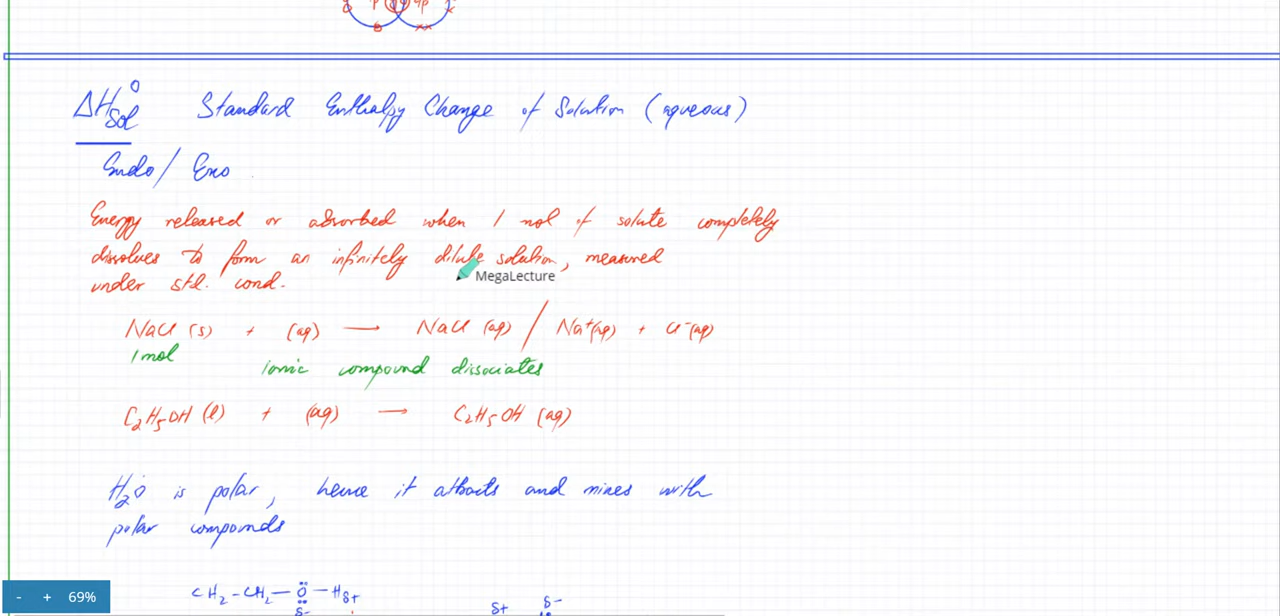 ΔH°sol Standard Enthalpy Change of Solution (aqueous)
Endo / Exo
Energy released or absorbed when 1 mol of solute completely
dissolves to form an infinitely dilute solution, measured
MegaLecture
under std. cond.
NaCl (s) + (aq) → NaCl (aq) / Na⁺(aq) + Cl⁻(aq)
1 mol
ionic compound dissociates
C₂H₅OH (l) + (aq) → C₂H₅OH (aq)
H₂O is polar, hence it attracts and mixes with
polar compounds
CH₂-CH₂-Ö-H δ+
δ- δ+ δ-
- + 69%